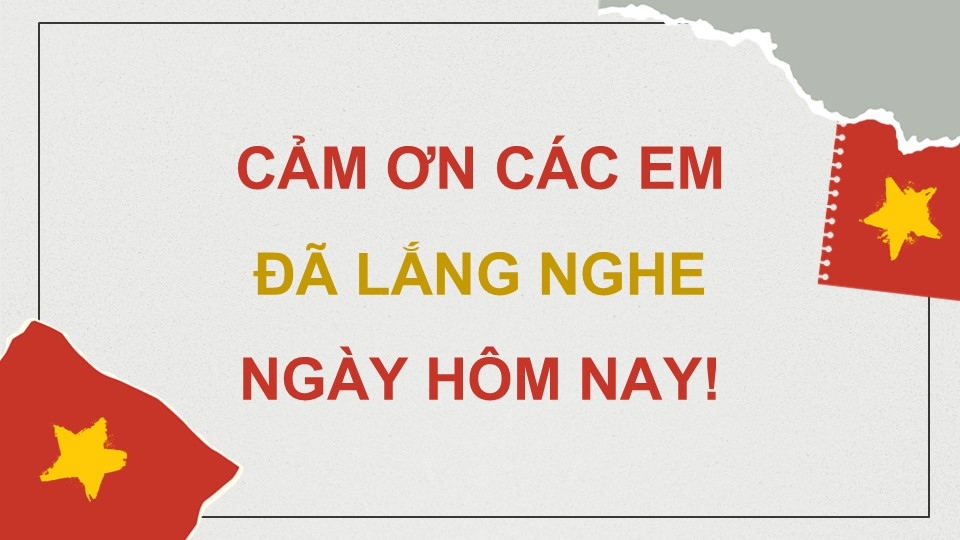 CẢM ƠN CÁC EM
ĐÃ LẮNG NGHE
NGÀY HÔM NAY!